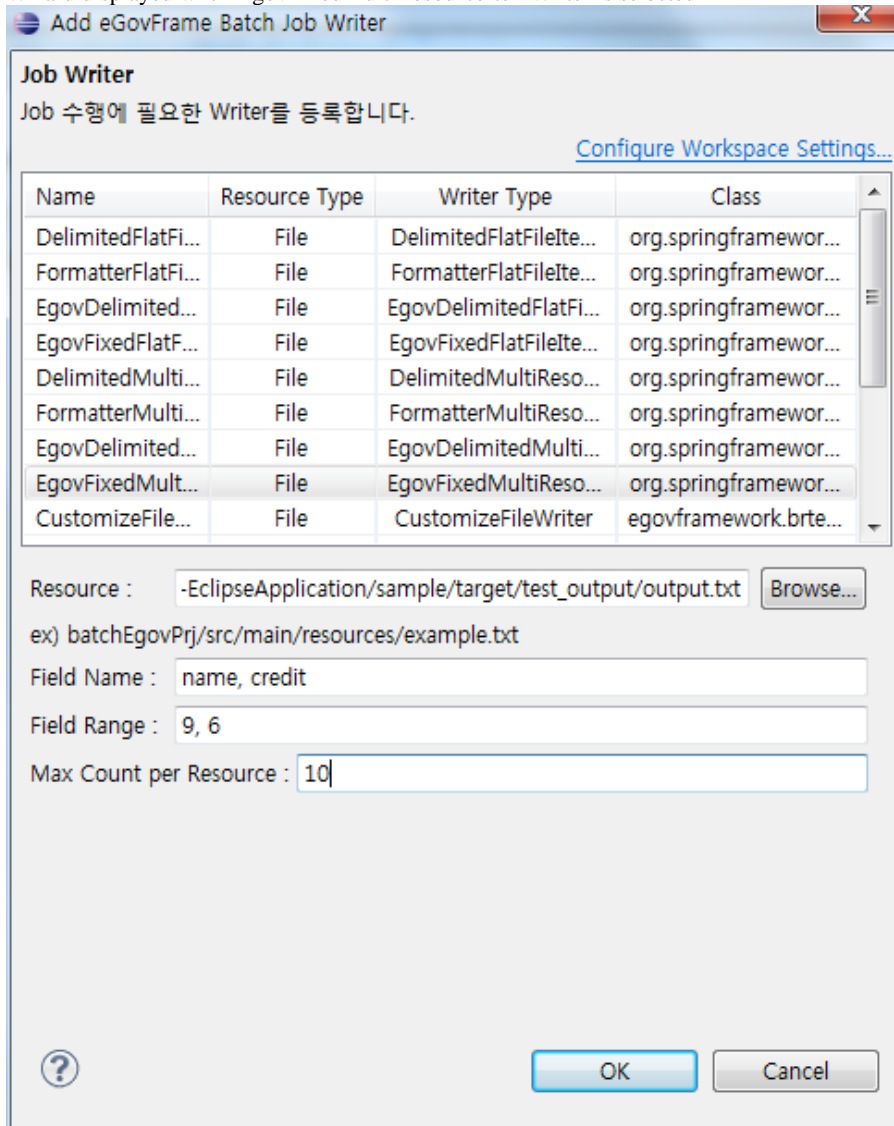 Add eGovFrame Batch Job Writer
Job Writer
Job 수행에 필요한 Writer를 등록합니다.
Configure Workspace Settings...
Name Resource Type Writer Type Class
DelimitedFlatFi... File DelimitedFlatFileIte... org.springframewor...
FormatterFlatFi... File FormatterFlatFileIte... org.springframewor...
EgovDelimited... File EgovDelimitedFlatFi... org.springframewor...
EgovFixedFlatF... File EgovFixedFlatFileIte... org.springframewor...
DelimitedMulti... File DelimitedMultiReso... org.springframewor...
FormatterMulti... File FormatterMultiReso... org.springframewor...
EgovDelimited... File EgovDelimitedMulti... org.springframewor...
EgovFixedMult... File EgovFixedMultiReso... org.springframewor...
CustomizeFile... File CustomizeFileWriter egovframework.brte...
Resource : -EclipseApplication/sample/target/test_output/output.txt Browse...
ex) batchEgovPrj/src/main/resources/example.txt
Field Name : name, credit
Field Range : 9, 6
Max Count per Resource : 10
OK Cancel